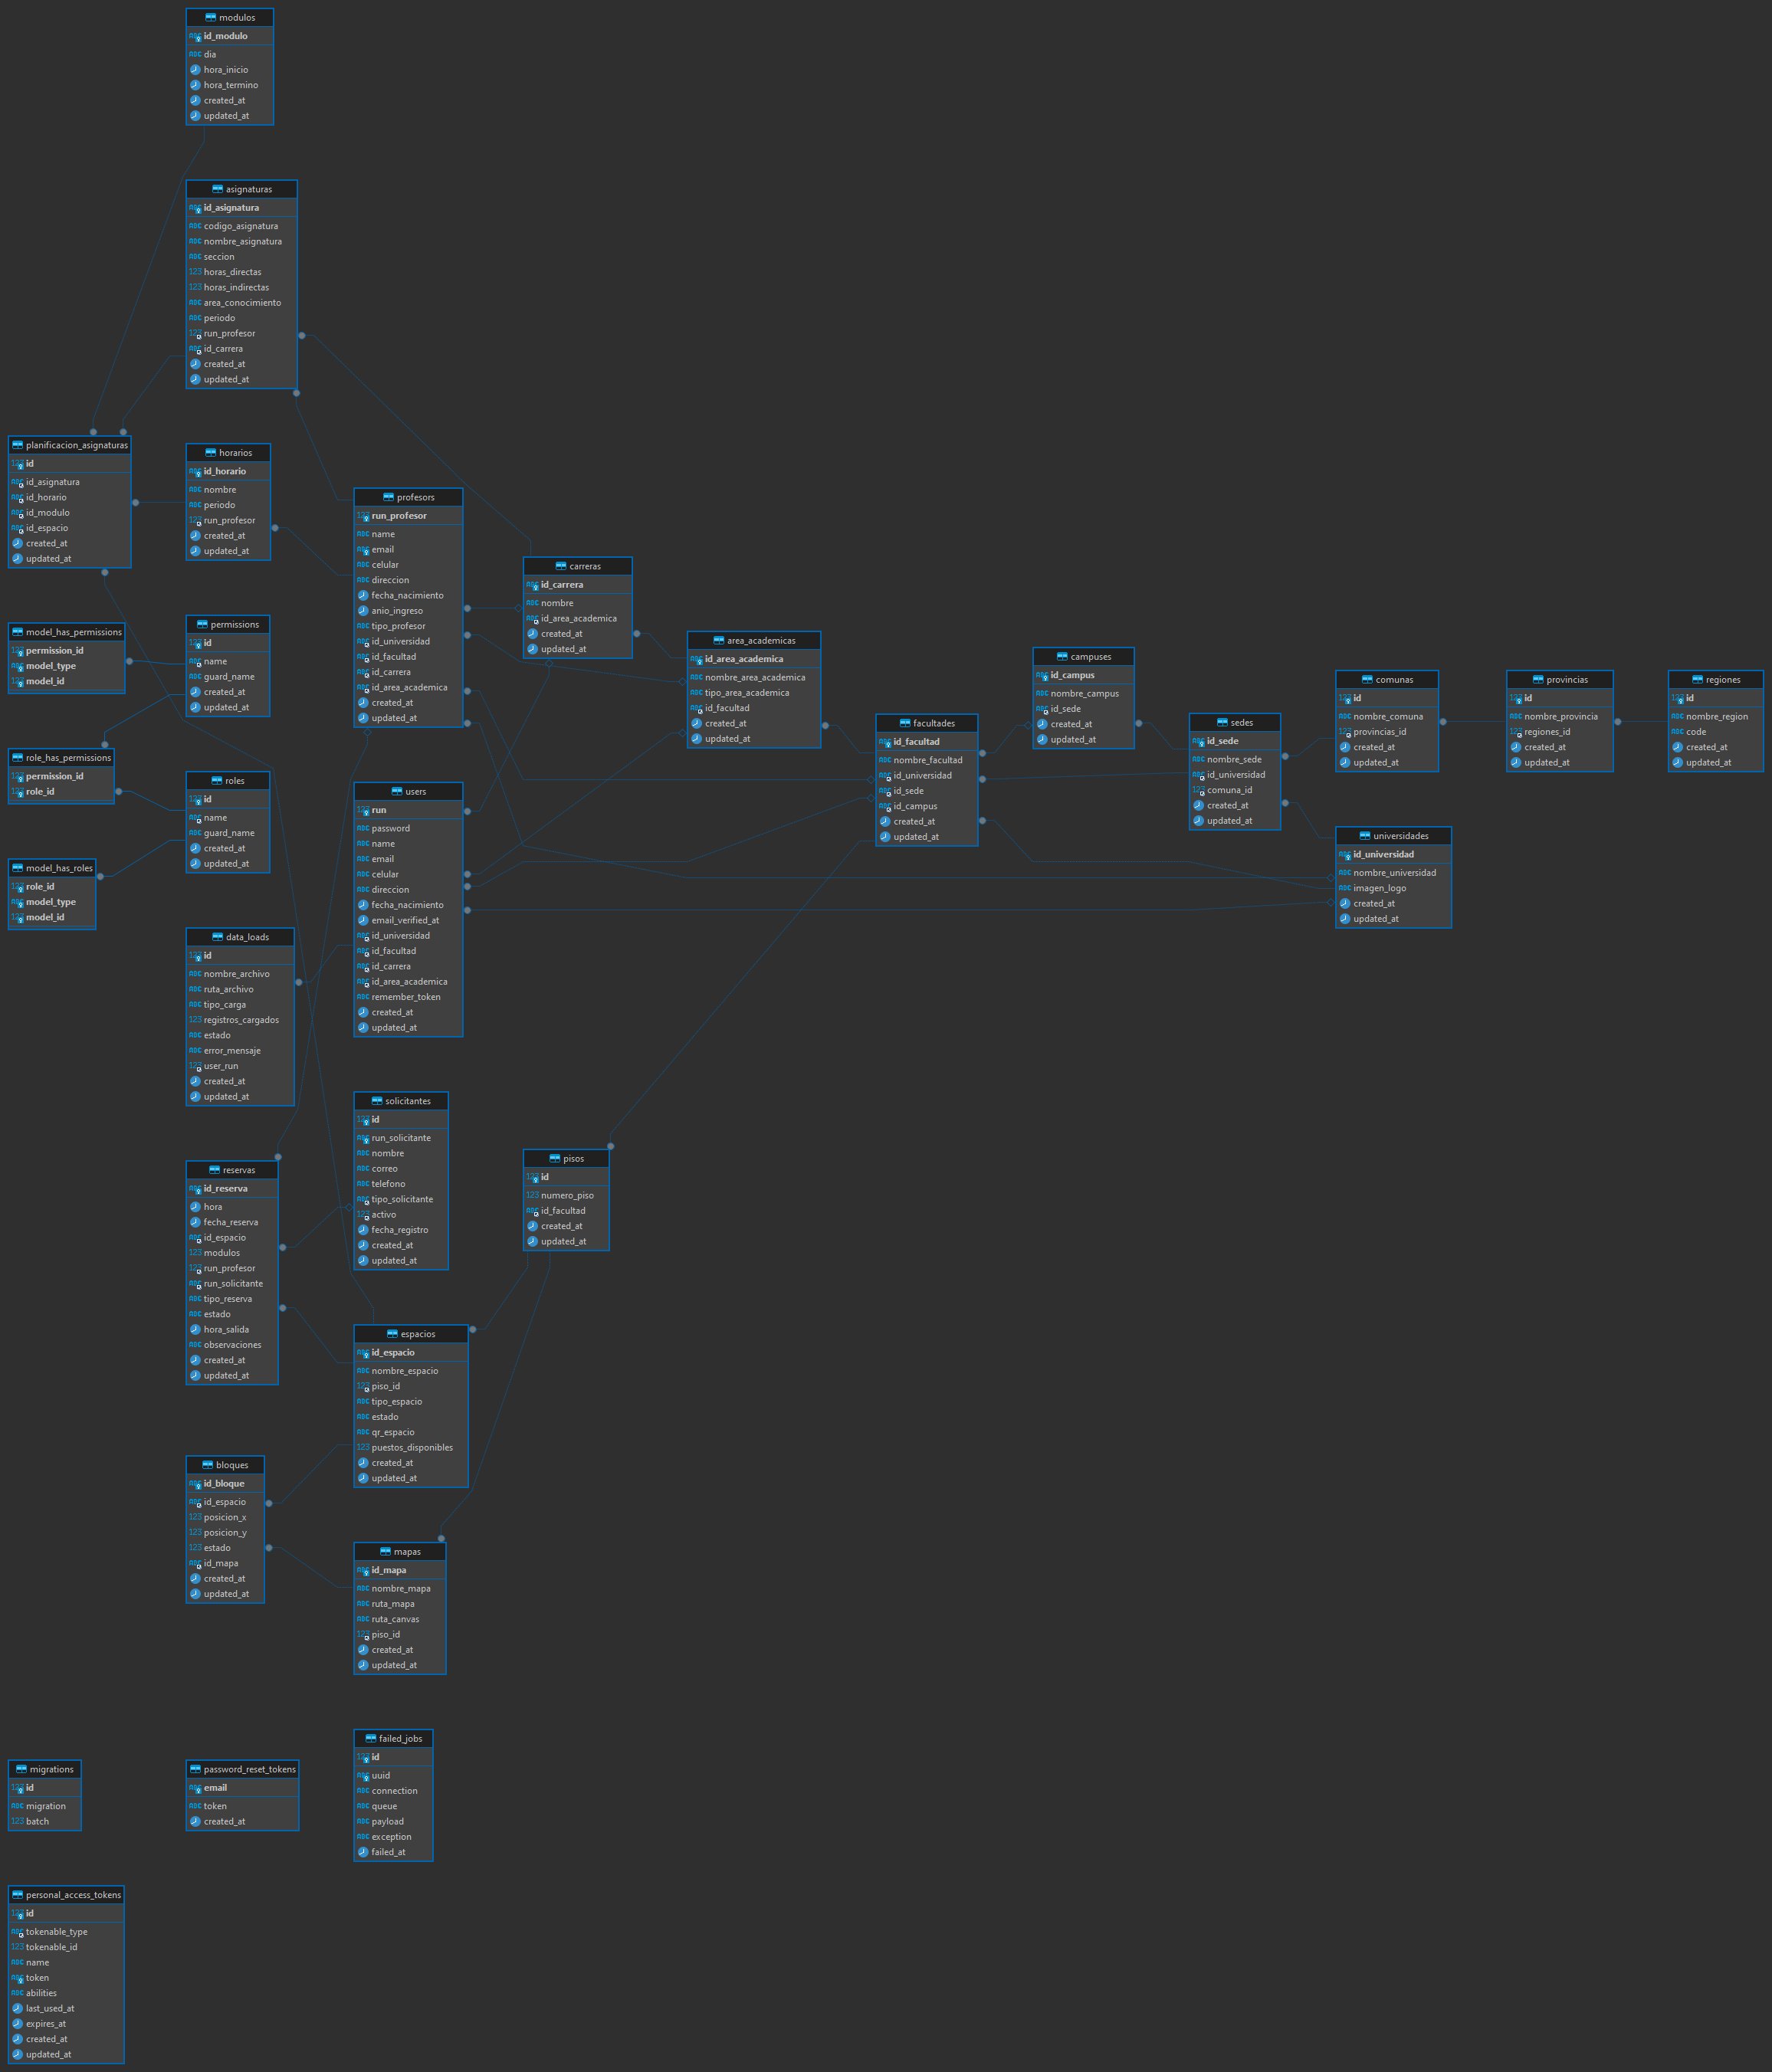 modulos
id_modulo
dia
hora_inicio
hora_termino
created_at
updated_at
asignaturas
id_asignatura
codigo_asignatura
nombre_asignatura
seccion
123 horas_directas
123 horas_indirectas
area_conocimiento
periodo
run_profesor
id_carrera
created_at
updated_at
planificacion_asignaturas
id
id_asignatura
id_horario
id_modulo
id_espacio
created_at
updated_at
horarios
id_horario
nombre
periodo
run_profesor
created_at
updated_at
profesors
run_profesor
name
email
celular
direccion
fecha_nacimiento
anio_ingreso
tipo_profesor
id_universidad
id_facultad
id_carrera
id_area_academica
created_at
updated_at
carreras
id_carrera
nombre
id_area_academica
created_at
updated_at
area_academicas
id_area_academica
nombre_area_academica
tipo_area_academica
id_facultad
created_at
updated_at
facultades
id_facultad
nombre_facultad
id_universidad
id_sede
id_campus
created_at
updated_at
campuses
id_campus
nombre_campus
id_sede
created_at
updated_at
sedes
id_sede
nombre_sede
id_universidad
comuna_id
created_at
updated_at
comunas
id
nombre_comuna
provincias_id
created_at
updated_at
provincias
id
nombre_provincia
regiones_id
created_at
updated_at
regiones
id
nombre_region
code
created_at
updated_at
universidades
id_universidad
nombre_universidad
imagen_logo
created_at
updated_at
model_has_permissions
permission_id
model_type
model_id
permissions
id
name
guard_name
created_at
updated_at
role_has_permissions
permission_id
role_id
roles
id
name
guard_name
created_at
updated_at
model_has_roles
role_id
model_type
model_id
users
run
password
name
email
celular
direccion
fecha_nacimiento
email_verified_at
id_universidad
id_facultad
id_carrera
id_area_academica
remember_token
created_at
updated_at
data_loads
id
nombre_archivo
ruta_archivo
tipo_carga
123 registros_cargados
estado
error_mensaje
user_run
created_at
updated_at
solicitantes
id
run_solicitante
nombre
correo
telefono
tipo_solicitante
activo
fecha_registro
created_at
updated_at
reservas
id_reserva
hora
fecha_reserva
id_espacio
123 modulos
run_profesor
run_solicitante
tipo_reserva
estado
hora_salida
observaciones
created_at
updated_at
pisos
id
123 numero_piso
id_facultad
created_at
updated_at
espacios
id_espacio
nombre_espacio
piso_id
tipo_espacio
estado
qr_espacio
123 puestos_disponibles
created_at
updated_at
bloques
id_bloque
id_espacio
123 posicion_x
123 posicion_y
123 estado
id_mapa
created_at
updated_at
mapas
id_mapa
nombre_mapa
ruta_mapa
ruta_canvas
piso_id
created_at
updated_at
migrations
id
migration
123 batch
password_reset_tokens
email
token
created_at
failed_jobs
id
uuid
connection
queue
payload
exception
failed_at
personal_access_tokens
id
tokenable_type
123 tokenable_id
name
token
abilities
last_used_at
expires_at
created_at
updated_at